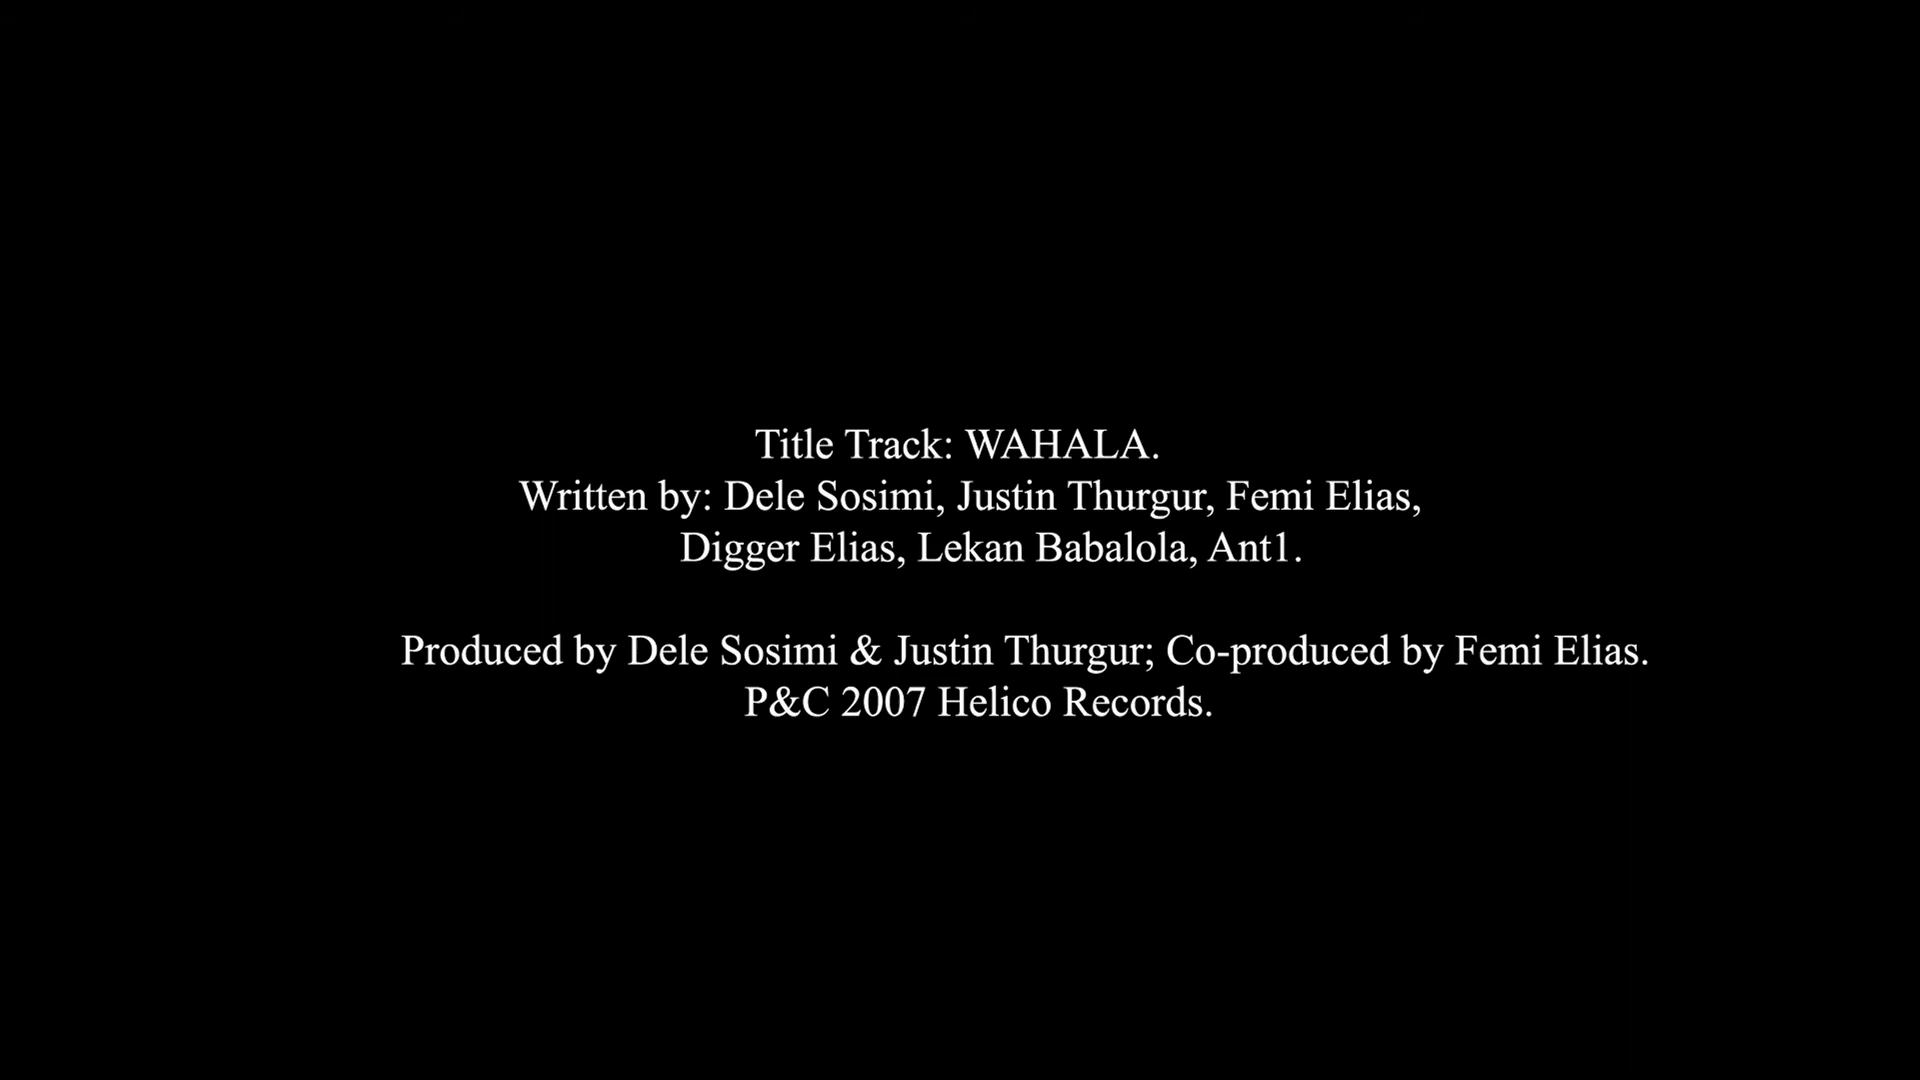 Title Track: WAHALA.
Written by: Dele Sosimi, Justin Thurgur, Femi Elias,
Digger Elias, Lekan Babalola, Ant1.
Produced by Dele Sosimi & Justin Thurgur; Co-produced by Femi Elias.
P&C 2007 Helico Records.